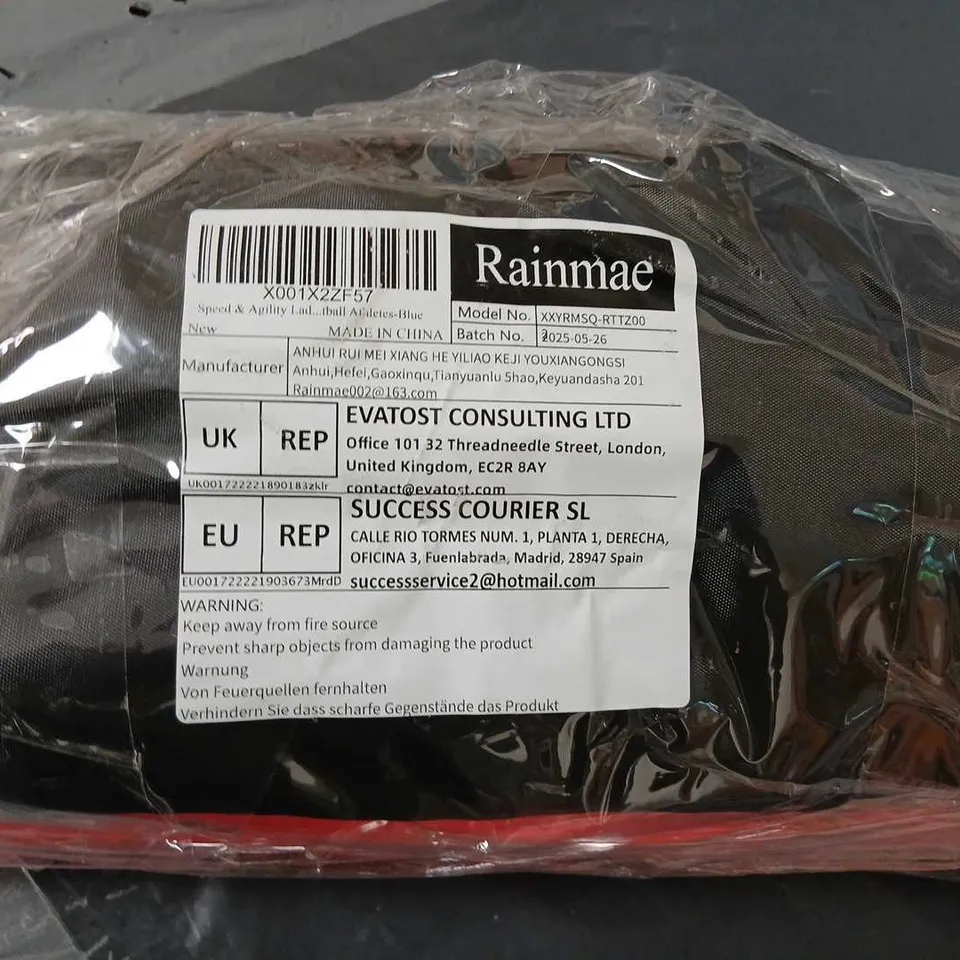 X001X2ZF57
Speed & Agility Lad...tball Athletes-Blue
New MADE IN CHINA
Rainmae
Model No. XXYRMSQ-RTTZ00
Batch No. 2025-05-26
Manufacturer
ANHUI RUI MEI XIANG HE YILIAO KEJI YOUXIANGONGSI
Anhui,Hefei,Gaoxinqu,Tianyuanlu 5hao,Keyuandasha 201
Rainmae002@163.com
UK REP
UK001722221890183zklr
EVATOST CONSULTING LTD
Office 101 32 Threadneedle Street, London,
United Kingdom, EC2R 8AY
contact@evatost.com
EU REP
EU001722221903673MrdD
SUCCESS COURIER SL
CALLE RIO TORMES NUM. 1, PLANTA 1, DERECHA,
OFICINA 3, Fuenlabrada, Madrid, 28947 Spain
successservice2@hotmail.com
WARNING:
Keep away from fire source
Prevent sharp objects from damaging the product
Warnung
Von Feuerquellen fernhalten
Verhindern Sie dass scharfe Gegenstände das Produkt